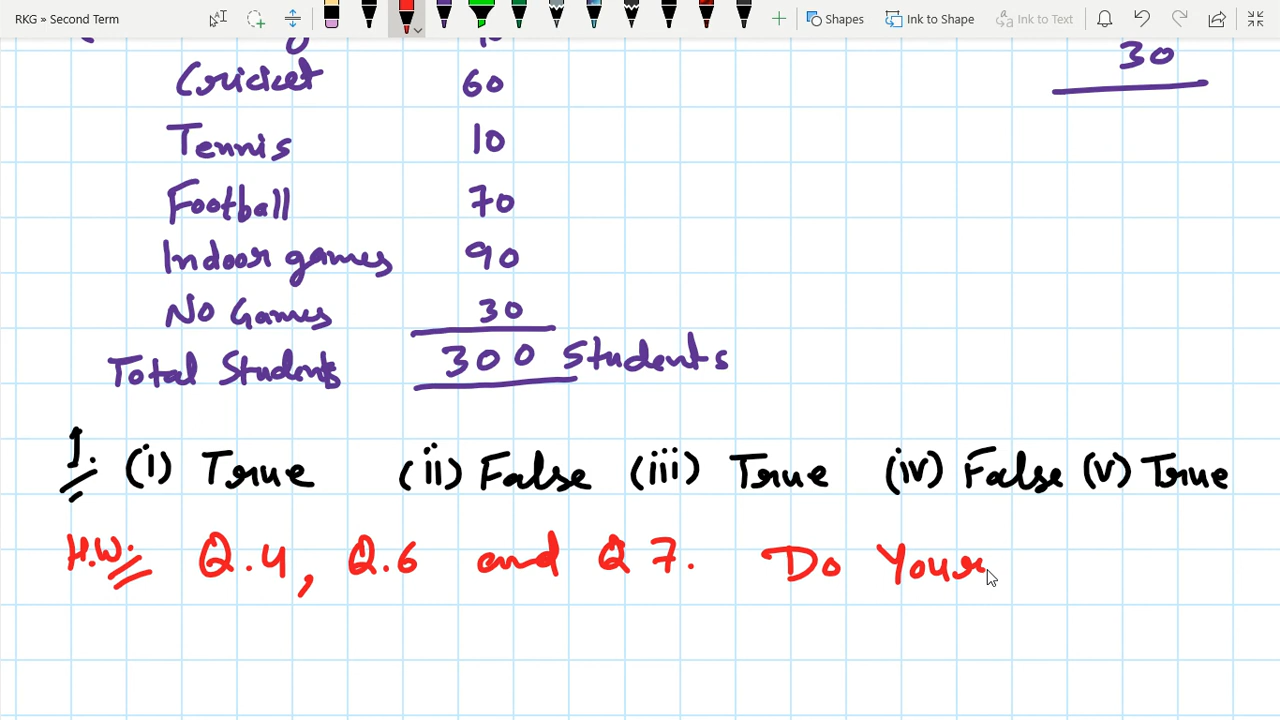 RKG » Second Term Shapes Ink to Shape Ink to Text
30
Cricket 60
Tennis 10
Football 70
Indoor games 90
No Games 30
Total Students 300 Students
1. (i) True (ii) False (iii) True (iv) False (v) True
H.W:- Q.4, Q.6 and Q 7. Do Your